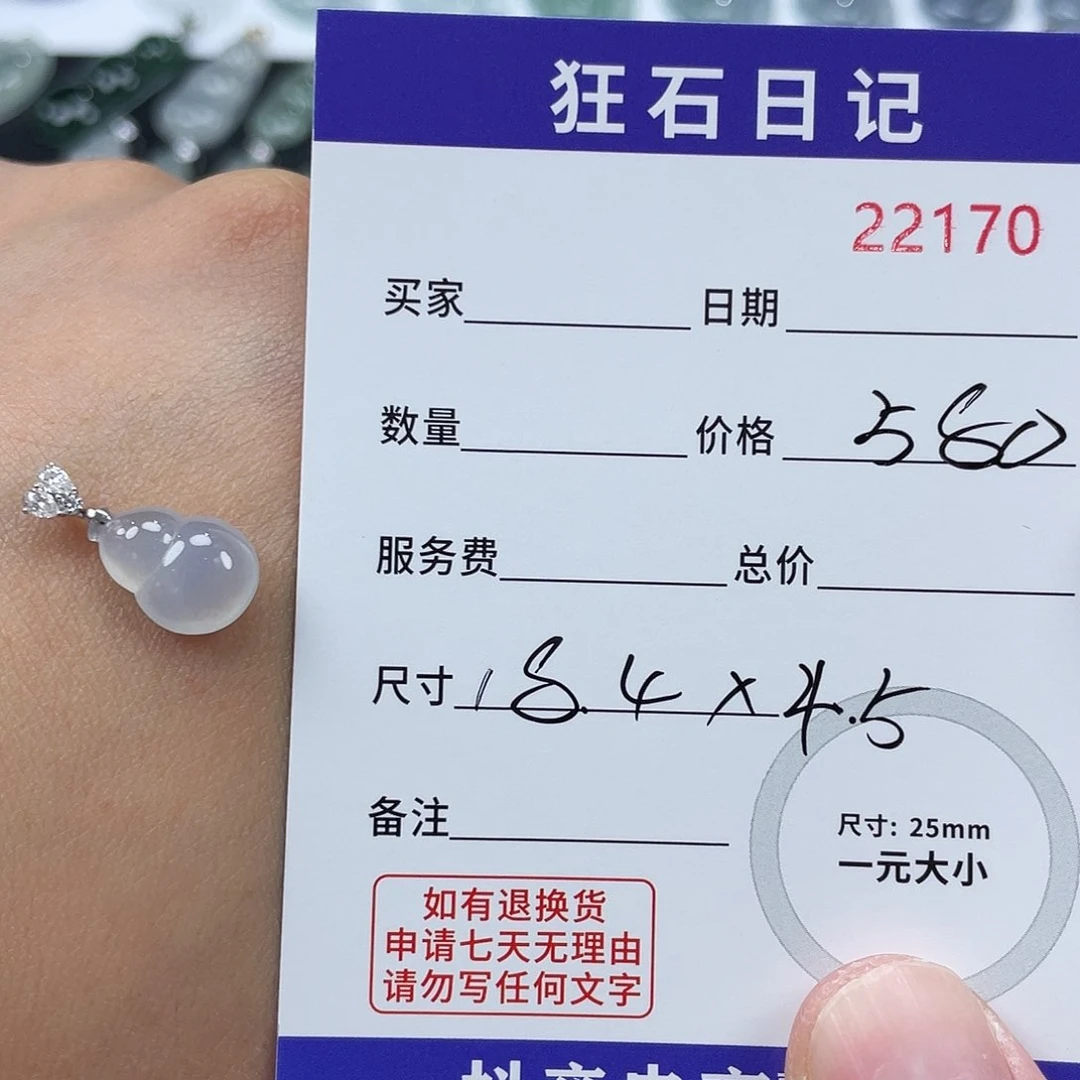 狂石日记
22170
买家 日期
数量 价格 580
服务费 总价
尺寸 18.4×4.5
备注
尺寸: 25mm
一元大小
如有退换货
申请七天无理由
请勿写任何文字